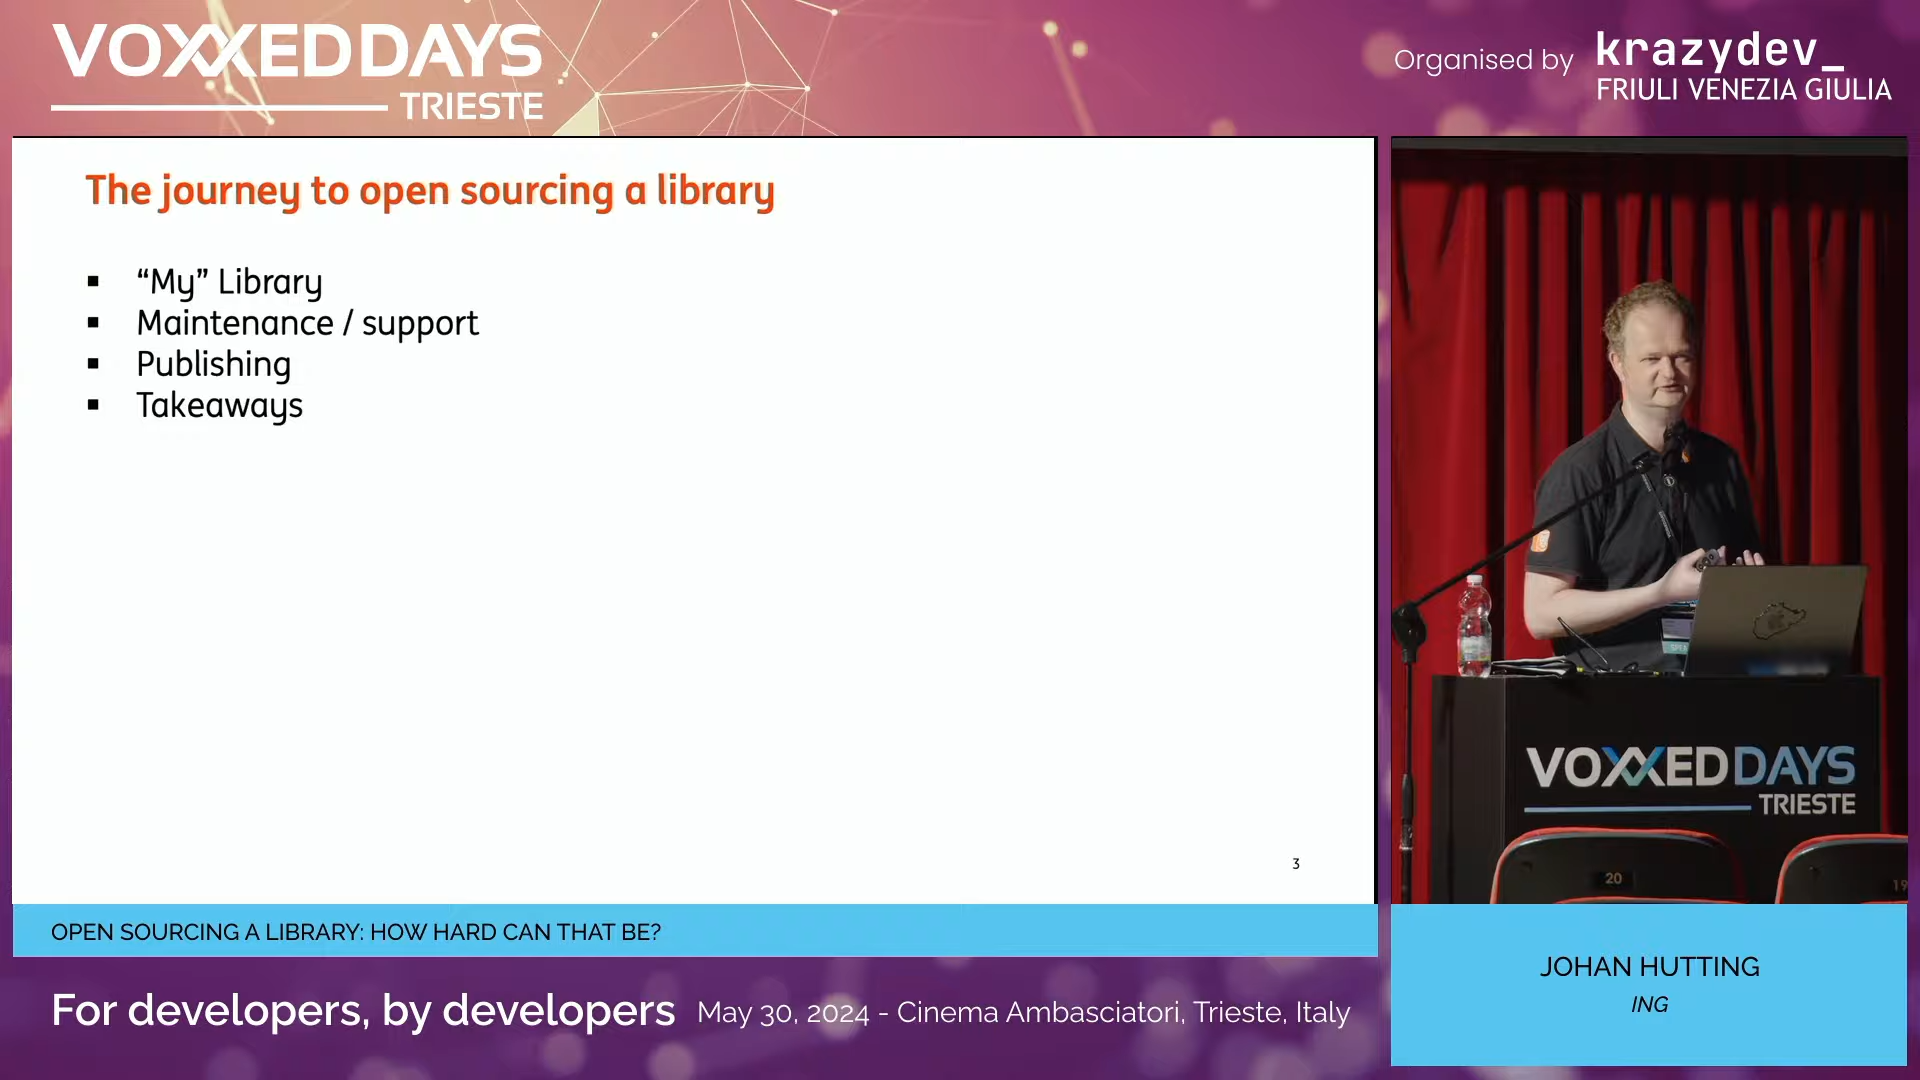 VOXXEDDAYS
TRIESTE
Organised by
krazydev_
FRIULI VENEZIA GIULIA
The journey to open sourcing a library
▪ “My” Library
▪ Maintenance / support
▪ Publishing
▪ Takeaways
3
VOXXEDDAYS
TRIESTE
20
19
OPEN SOURCING A LIBRARY: HOW HARD CAN THAT BE?
JOHAN HUTTING
ING
For developers, by developers
May 30, 2024 - Cinema Ambasciatori, Trieste, Italy